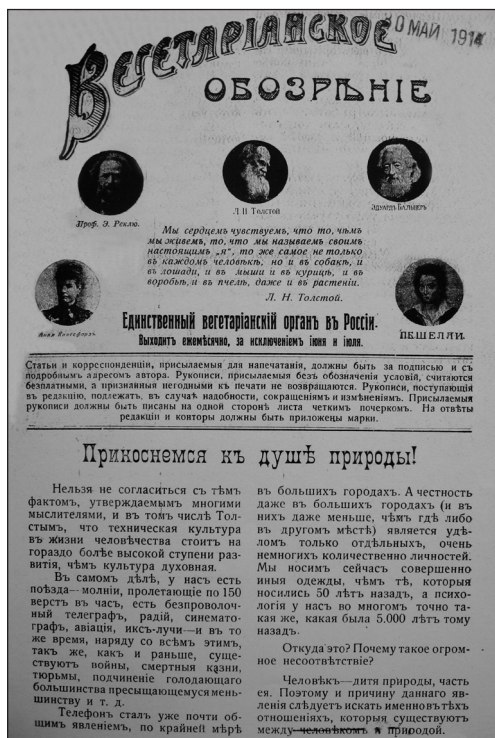 Вегетаріанское
30 МАЙ 1914
ОБОЗРѢНІЕ
Проф. Э. Реклю.
Л Н Толстой
Эдуардъ Бальцеръ
Мы сердцемъ чувствуемъ, что то, чѣмъ
мы живемъ, то, что мы называемъ своимъ
настоящимъ „я“, то же самое не только
въ каждомъ человѣкѣ, но и въ собакѣ, и
въ лошади, и въ мыши и въ курицѣ, и въ
воробьѣ, и въ пчелѣ, даже и въ растеніи.
Л. Н. Толстой.
Анна Кингсфордъ.
П.Б.ШЕЛЛИ.
Единственный вегетаріанскій органъ въ Россіи.
Выходитъ ежемѣсячно, за исключеніемъ іюня и іюля.
Статьи и корреспонденціи, присылаемыя для напечатанія, должны быть за подписью и съ
подробнымъ адресомъ автора. Рукописи, присылаемыя безъ обозначенія условій, считаются
безплатными, а признанныя негодными къ печати не возвращаются. Рукописи, поступающія
въ редакцію, подлежатъ, въ случаѣ надобности, сокращеніямъ и измѣненіямъ. Присылаемыя
рукописи должны быть писаны на одной сторонѣ листа четкимъ почеркомъ. На отвѣты
редакціи и конторы должны быть приложены марки.
Прикоснемся къ душѣ природы!
Нельзя не согласиться съ тѣмъ
фактомъ, утверждаемымъ многими
мыслителями, и въ томъ числѣ Тол-
стымъ, что техническая культура
въ жизни человѣчества стоитъ на
гораздо болѣе высокой ступени раз-
витія, чѣмъ культура духовная.
Въ самомъ дѣлѣ, у насъ есть
поѣзда—молніи, пролетающіе по 150
верстъ въ часъ, есть безпроволоч-
ный телеграфъ, радій, синемато-
графъ, авіація, иксъ-лучи—и въ то
же время, наряду со всѣмъ этимъ,
такъ же, какъ и раньше, суще-
ствуютъ войны, смертныя казни,
тюрьмы, подчиненіе голодающаго
большинства пресыщающемуся мень-
шинству и т. д.
Телефонъ сталъ уже почти об-
щимъ явленіемъ, по крайней мѣрѣ
въ большихъ городахъ. А честность
даже въ большихъ городахъ (и въ
нихъ даже меньше, чѣмъ гдѣ либо
въ другомъ мѣстѣ) является удѣ-
ломъ только отдѣльныхъ, очень
немногихъ количественно личностей.
Мы носимъ сейчасъ совершенно
иныя одежды, чѣмъ тѣ, которыя
носились 50 лѣтъ назадъ, а психо-
логія у насъ во многомъ точно та-
кая же, какая была 5.000 лѣтъ тому
назадъ.
Откуда это? Почему такое огром-
ное несоотвѣтствіе?
Человѣкъ—дитя природы, часть
ея. Поэтому и причину даннаго яв-
ленія слѣдуетъ искать именно въ тѣхъ
отношеніяхъ, которыя существуютъ
между человѣкомъ и природой.